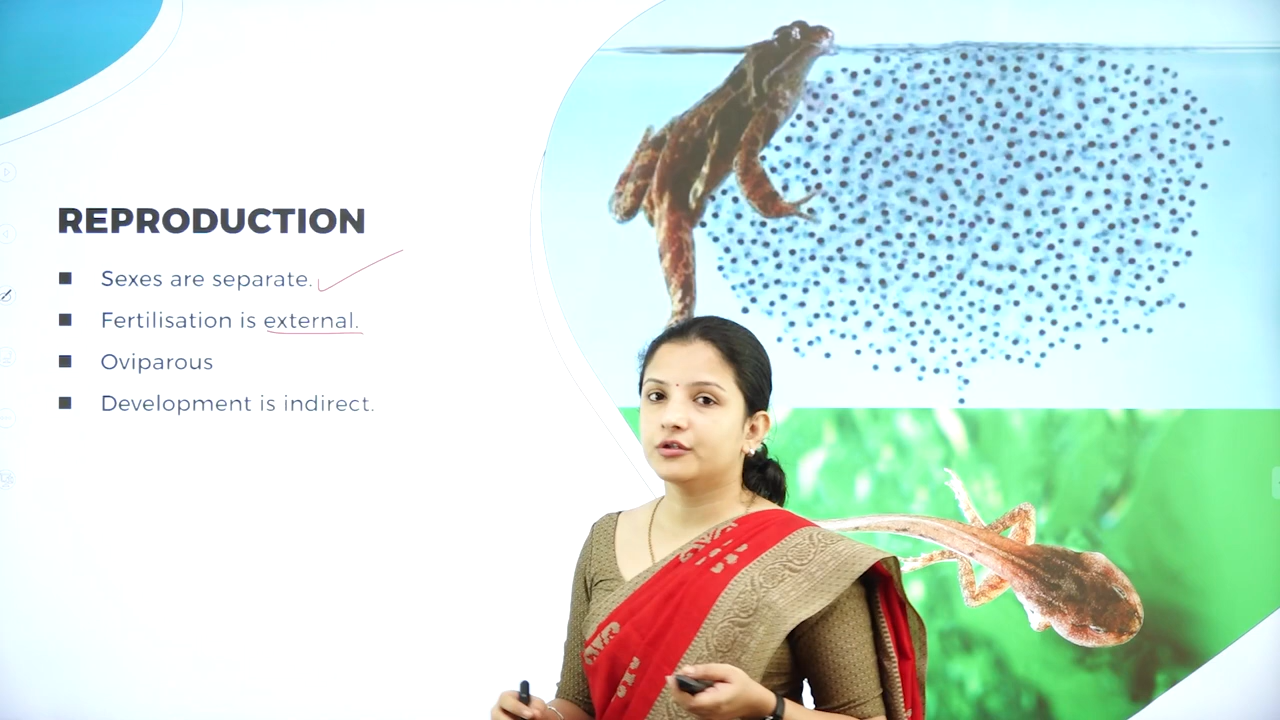 REPRODUCTION
Sexes are separate.
Fertilisation is external.
Oviparous
Development is indirect.